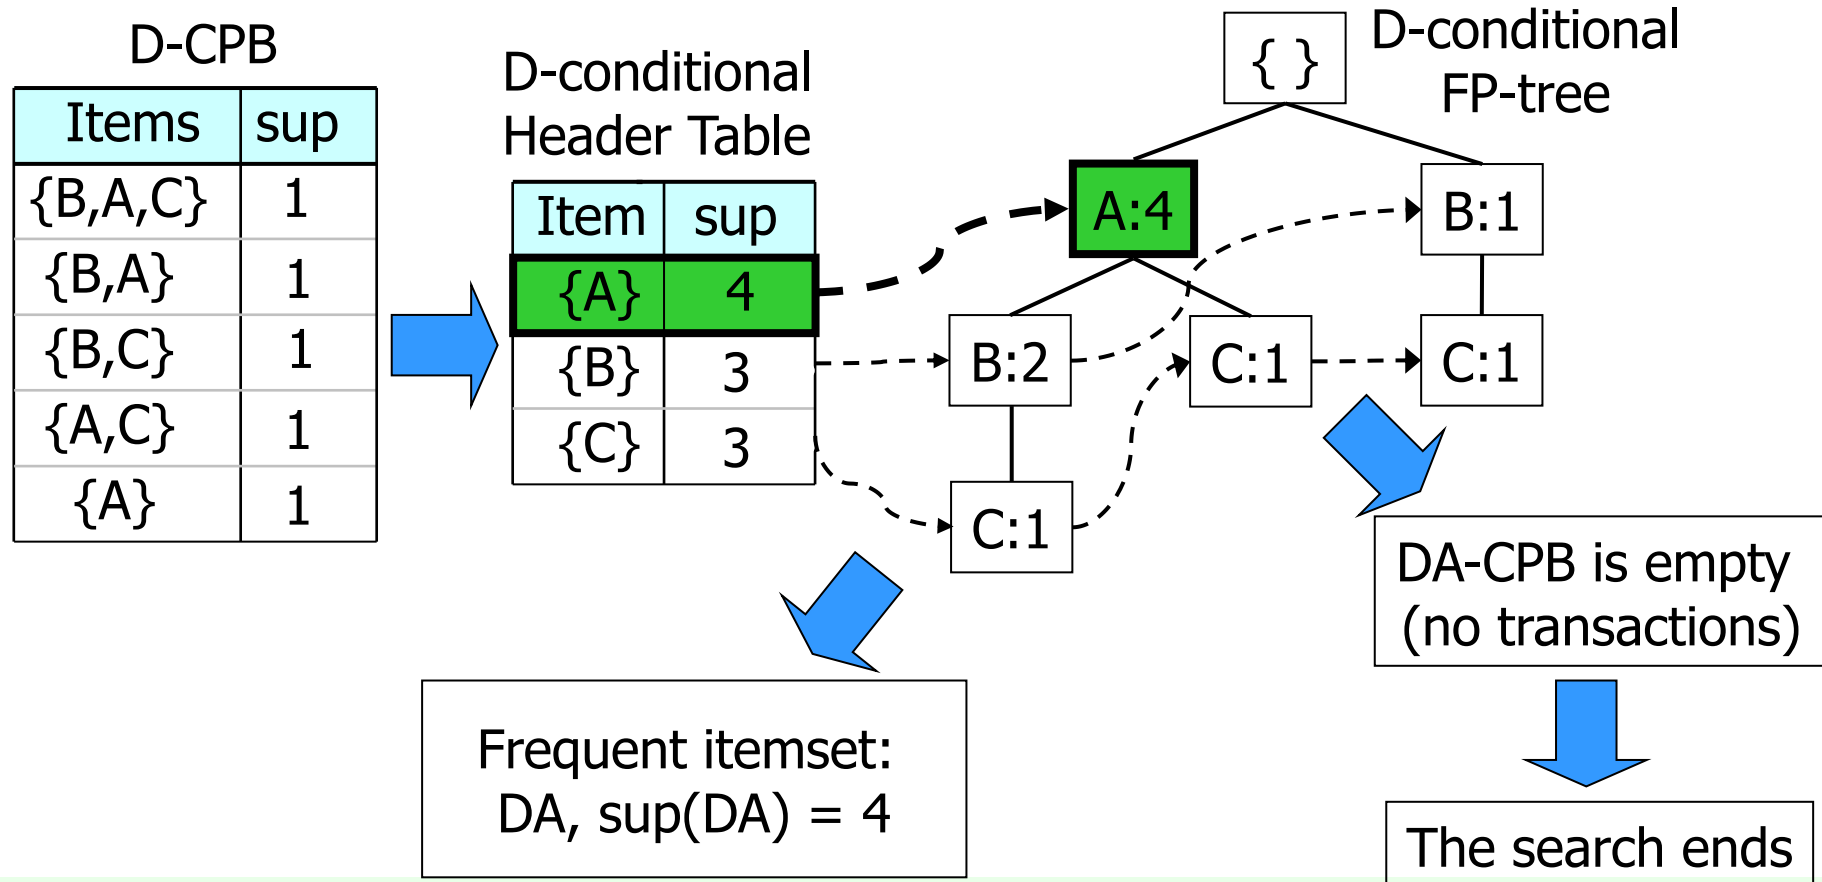 D-CPB
Items sup
{B,A,C} 1
{B,A} 1
{B,C} 1
{A,C} 1
{A} 1
D-conditional
Header Table
Item sup
{A} 4
{B} 3
{C} 3
D-conditional
FP-tree
{ }
A:4
B:1
B:2
C:1
C:1
C:1
DA-CPB is empty
(no transactions)
Frequent itemset:
DA, sup(DA) = 4
The search ends